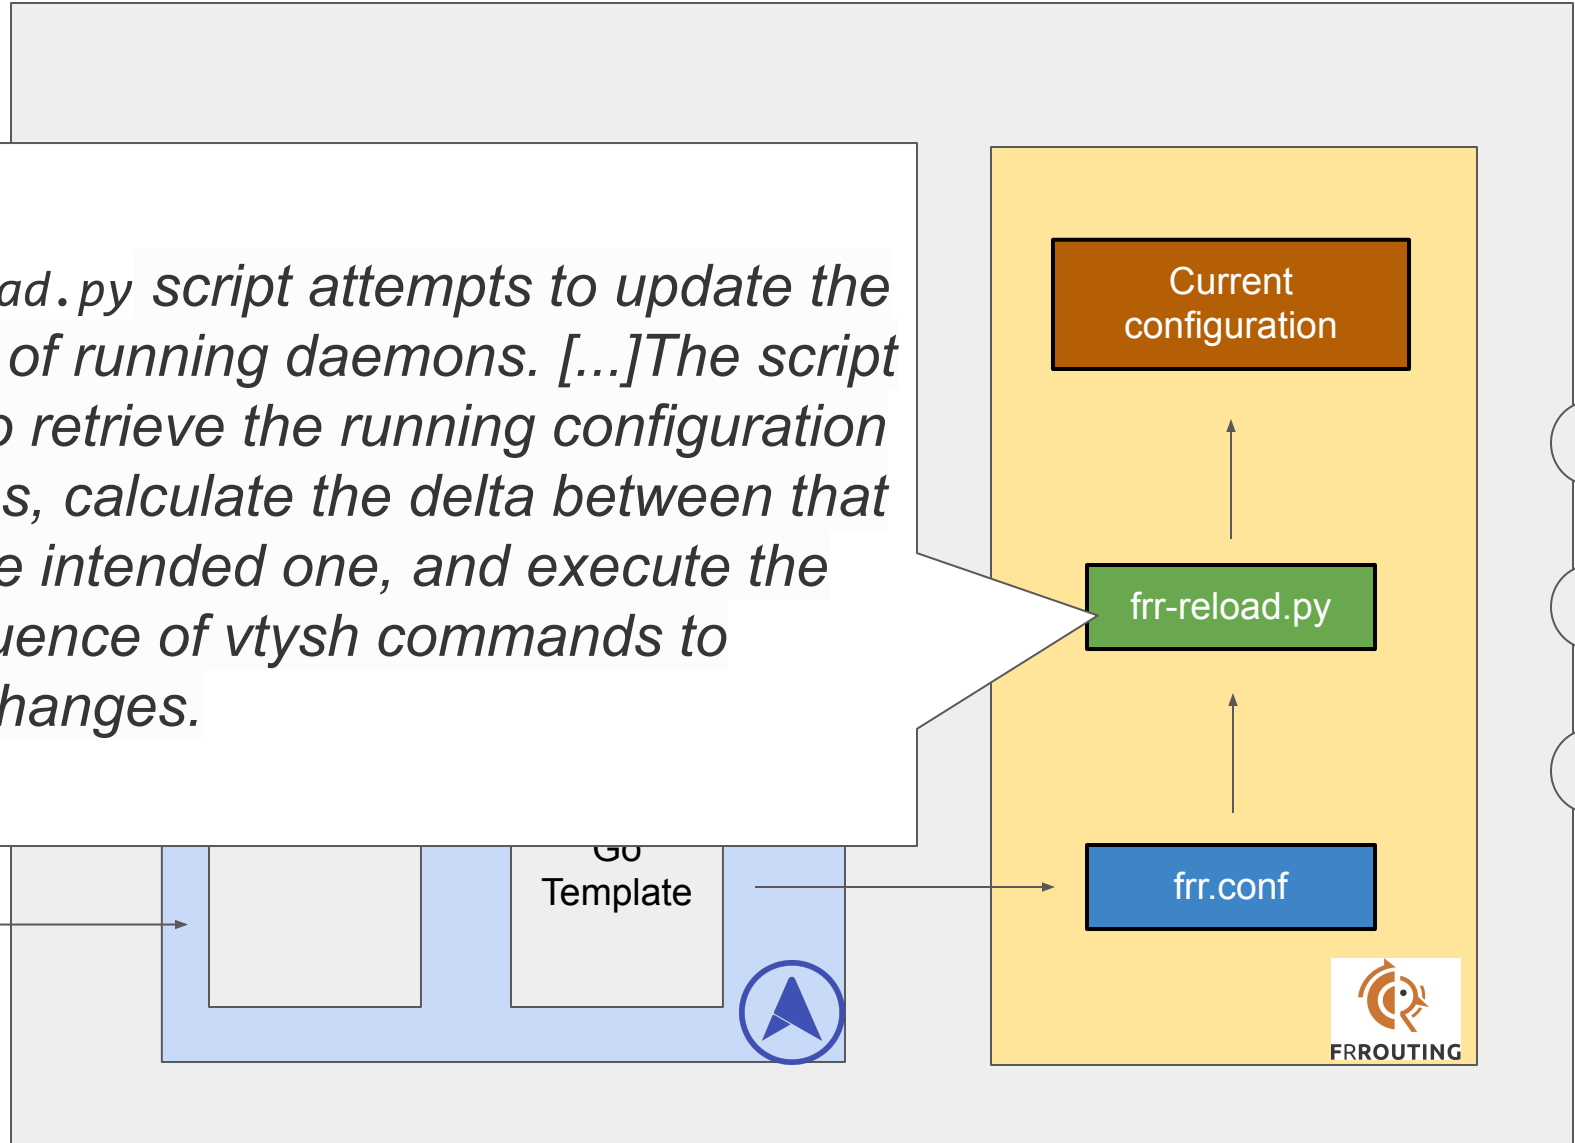 ad.py script attempts to update the
of running daemons. [...]The script
o retrieve the running configuration
s, calculate the delta between that
e intended one, and execute the
uence of vtysh commands to
hanges.
Current
configuration
frr-reload.py
frr.conf
Go
Template
FRROUTING